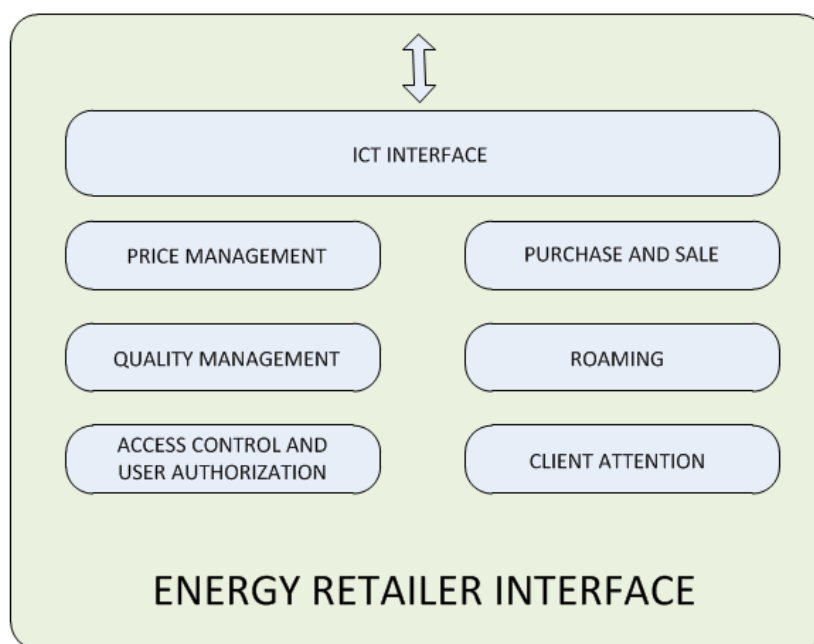 ICT INTERFACE
PRICE MANAGEMENT
PURCHASE AND SALE
QUALITY MANAGEMENT
ROAMING
ACCESS CONTROL AND
USER AUTHORIZATION
CLIENT ATTENTION
ENERGY RETAILER INTERFACE